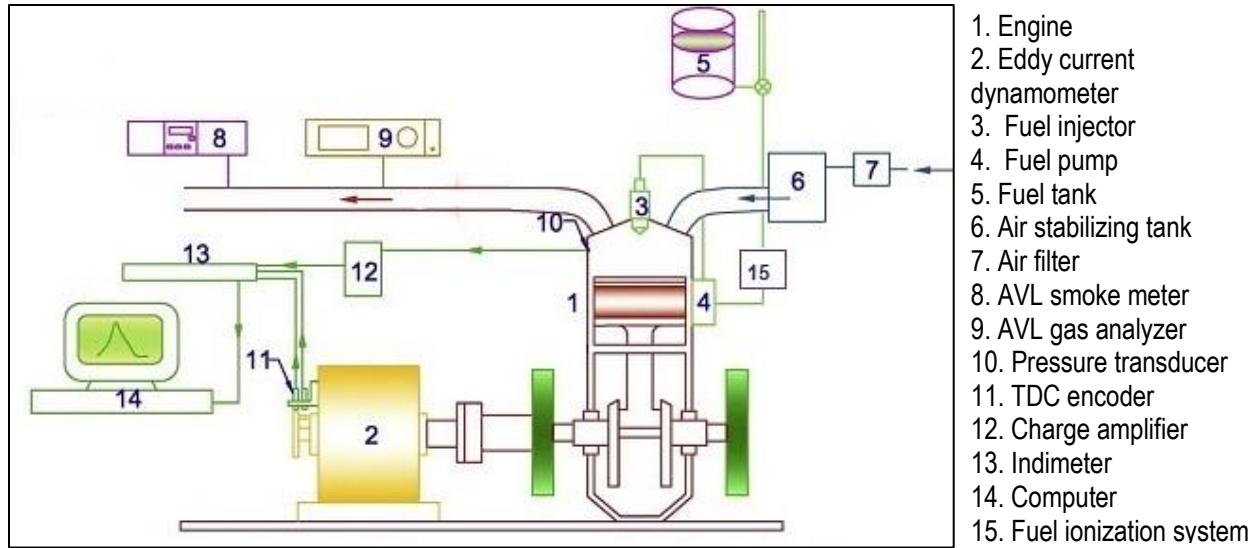 5
8
9
3
6
7
10
13
12
15
1
4
11
14
2
1. Engine
2. Eddy current
dynamometer
3. Fuel injector
4. Fuel pump
5. Fuel tank
6. Air stabilizing tank
7. Air filter
8. AVL smoke meter
9. AVL gas analyzer
10. Pressure transducer
11. TDC encoder
12. Charge amplifier
13. Indimeter
14. Computer
15. Fuel ionization system